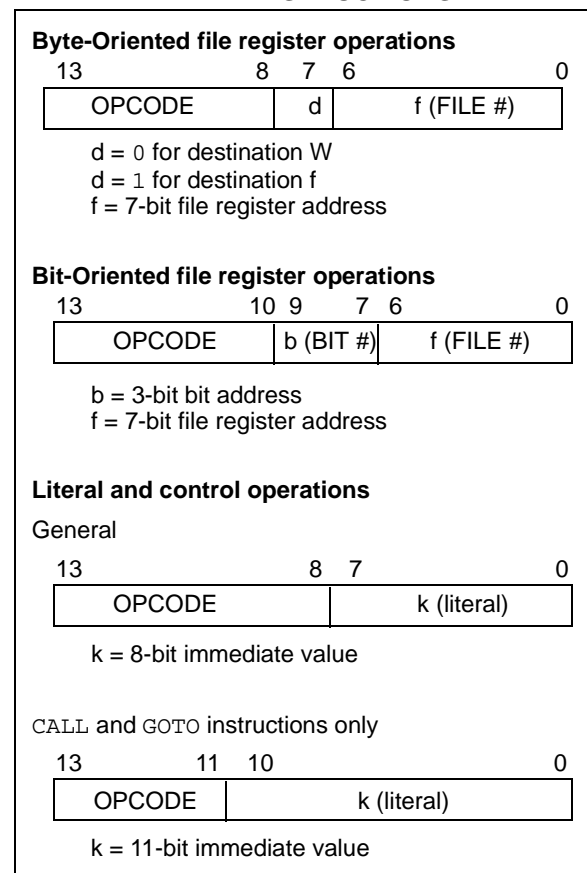 Byte-Oriented file register operations
13 8 7 6 0
OPCODE d f (FILE #)
d = 0 for destination W
d = 1 for destination f
f = 7-bit file register address
Bit-Oriented file register operations
13 10 9 7 6 0
OPCODE b (BIT #) f (FILE #)
b = 3-bit bit address
f = 7-bit file register address
Literal and control operations
General
13 8 7 0
OPCODE k (literal)
k = 8-bit immediate value
CALL and GOTO instructions only
13 11 10 0
OPCODE k (literal)
k = 11-bit immediate value